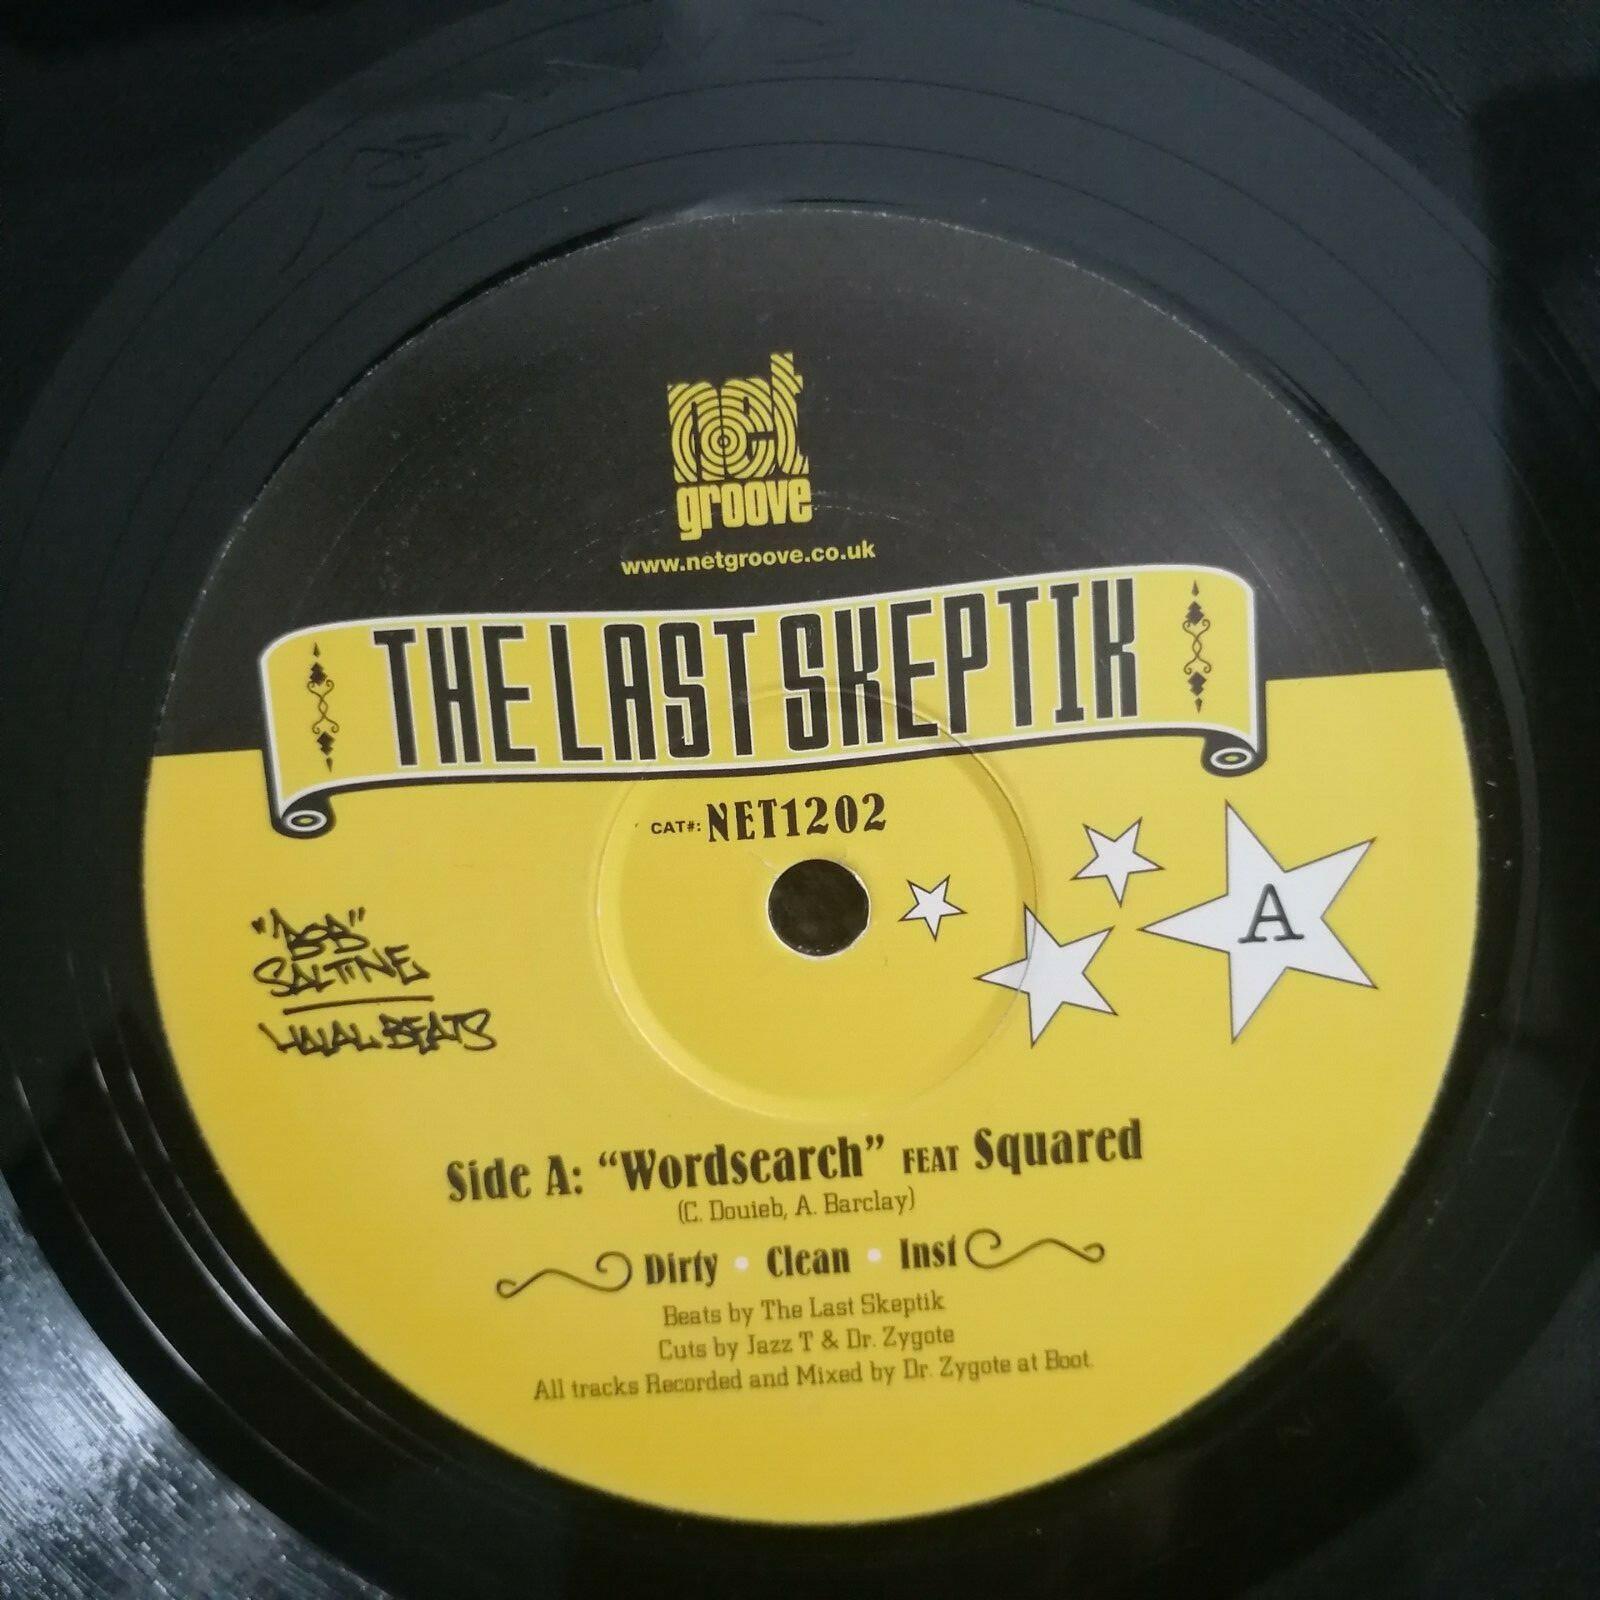 net
groove
www.netgroove.co.uk
THE LAST SKEPTIK
CAT#: NET1202
A
"BOB"
SALTINE
HALAL BEATS
Side A: “Wordsearch” FEAT Squared
(C. Douieb, A. Barclay)
Dirty • Clean • Inst
Beats by The Last Skeptik
Cuts by Jazz T & Dr. Zygote
All tracks Recorded and Mixed by Dr. Zygote at Boot.